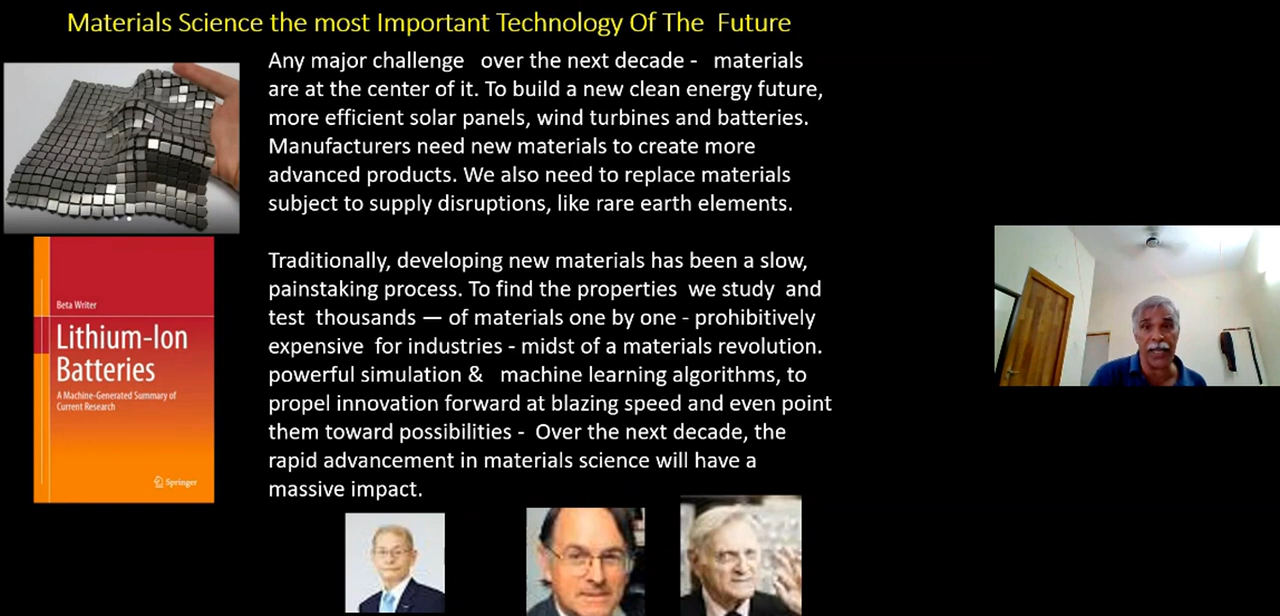 Materials Science the most Important Technology Of The Future
Any major challenge over the next decade - materials
are at the center of it. To build a new clean energy future,
more efficient solar panels, wind turbines and batteries.
Manufacturers need new materials to create more
advanced products. We also need to replace materials
subject to supply disruptions, like rare earth elements.
Traditionally, developing new materials has been a slow,
painstaking process. To find the properties we study and
test thousands — of materials one by one - prohibitively
expensive for industries - midst of a materials revolution.
powerful simulation & machine learning algorithms, to
propel innovation forward at blazing speed and even point
them toward possibilities - Over the next decade, the
rapid advancement in materials science will have a
massive impact.
Beta Writer
Lithium-Ion
Batteries
A Machine-Generated Summary of
Current Research
Springer